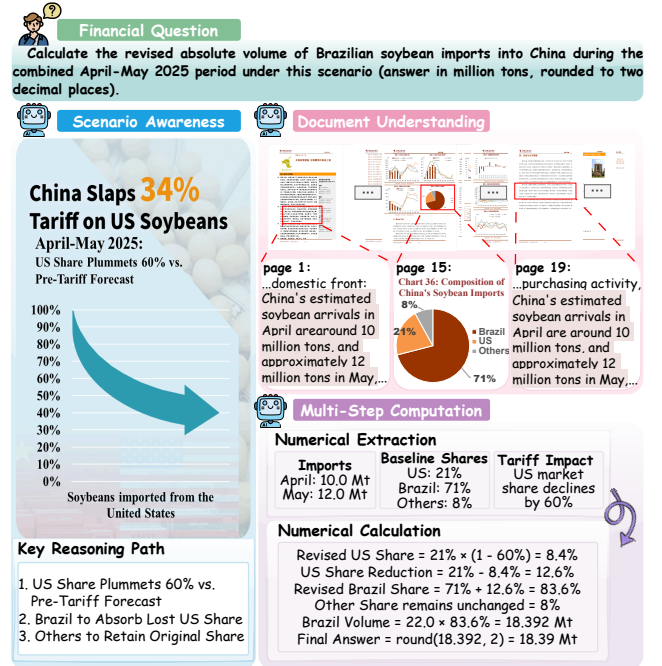 Financial Question
Calculate the revised absolute volume of Brazilian soybean imports into China during the
combined April-May 2025 period under this scenario (answer in million tons, rounded to two
decimal places).
Scenario Awareness
China Slaps 34%
Tariff on US Soybeans
April-May 2025:
US Share Plummets 60% vs.
Pre-Tariff Forecast
100%
90%
80%
70%
60%
50%
40%
30%
20%
10%
0%
Soybeans imported from the
United States
Key Reasoning Path
1. US Share Plummets 60% vs.
Pre-Tariff Forecast
2. Brazil to Absorb Lost US Share
3. Others to Retain Original Share
Document Understanding
page 1:
...domestic front:
China's estimated
soybean arrivals in
April arearound 10
million tons, and
approximately 12
million tons in May,...
page 15:
Chart 36: Composition of
China's Soybean Imports
8%
21%
71%
Brazil
US
Others
page 19:
...purchasing activity,
China's estimated
soybean arrivals in
April are around 10
million tons, and
approximately 12
million tons in May,...
Multi-Step Computation
Numerical Extraction
Imports
April: 10.0 Mt
May: 12.0 Mt
Baseline Shares
US: 21%
Brazil: 71%
Others: 8%
Tariff Impact
US market
share declines
by 60%
Numerical Calculation
Revised US Share = 21% × (1 - 60%) = 8.4%
US Share Reduction = 21% - 8.4% = 12.6%
Revised Brazil Share = 71% + 12.6% = 83.6%
Other Share remains unchanged = 8%
Brazil Volume = 22.0 × 83.6% = 18.392 Mt
Final Answer = round(18.392, 2) = 18.39 Mt